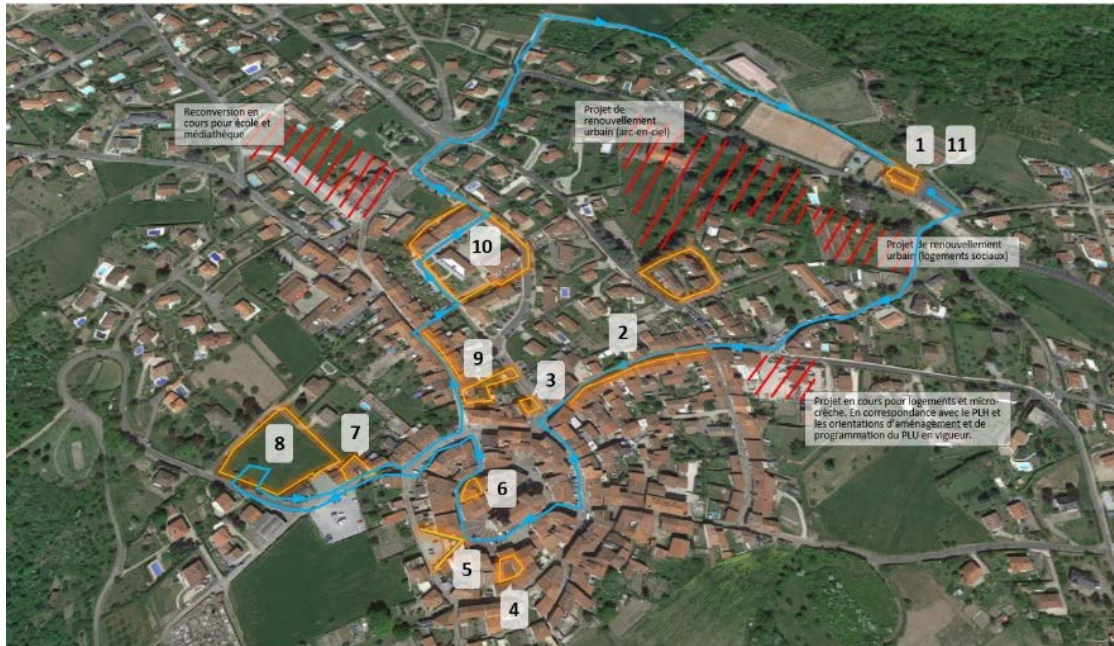 Reconversion en
cours pour école et
médiathèque
Projet de
renouvellement
urbain (arc-en-ciel)
1
11
10
Projet de renouvellement
urbain (logements sociaux)
2
9
3
Projet en cours pour logements et micro-
crèche. En correspondance avec le PLH et
les orientations d'aménagement et de
programmation du PLU en vigueur.
8
7
6
5
4